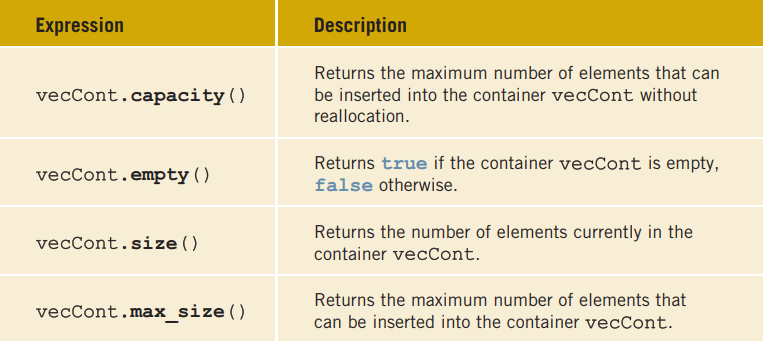 Expression Description
vecCont.capacity() Returns the maximum number of elements that can
be inserted into the container vecCont without
reallocation.
vecCont.empty() Returns true if the container vecCont is empty,
false otherwise.
vecCont.size() Returns the number of elements currently in the
container vecCont.
vecCont.max_size() Returns the maximum number of elements that
can be inserted into the container vecCont.